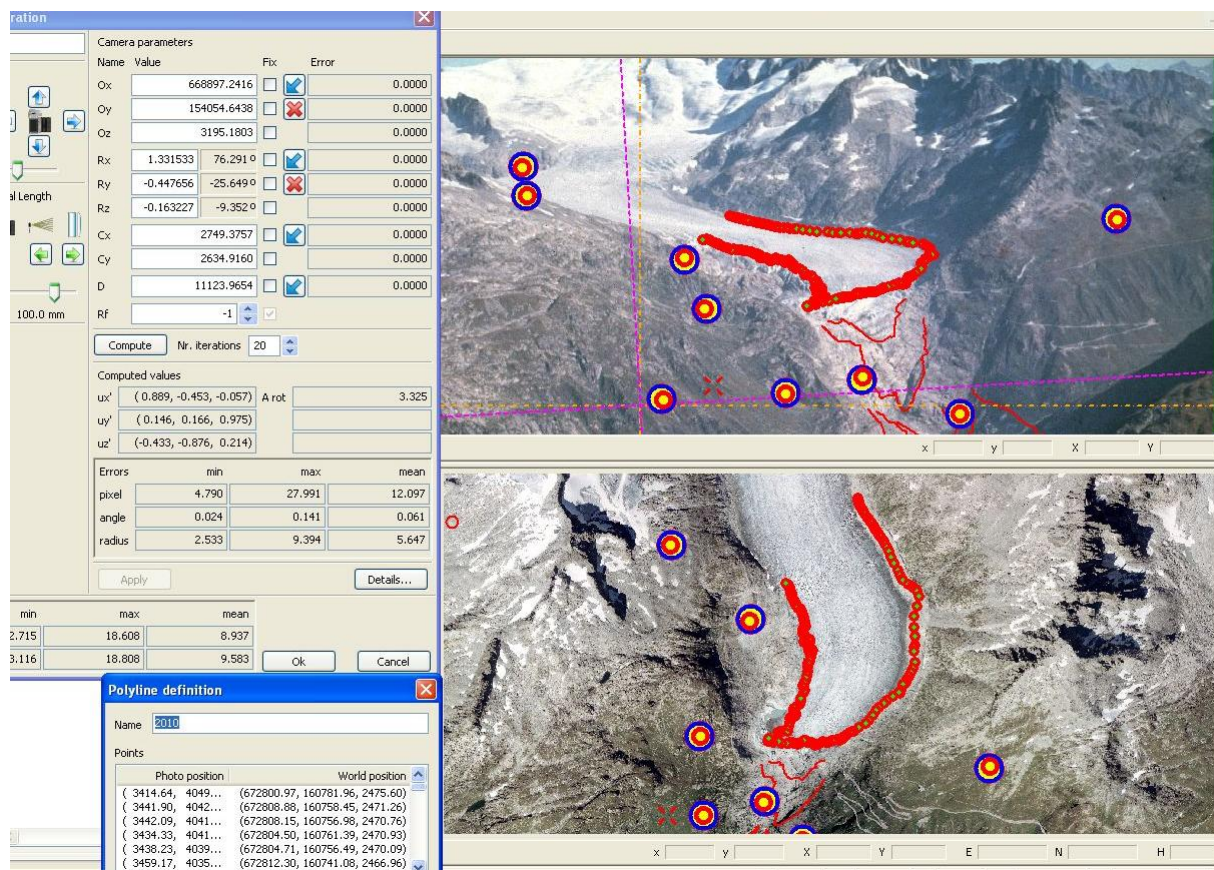 ration
Camera parameters
Name Value Fix Error
Ox 668897.2416 0.0000
Oy 154054.6438 0.0000
Oz 3195.1803 0.0000
Rx 1.331533 76.291 º 0.0000
Ry -0.447656 -25.649 º 0.0000
Rz -0.163227 -9.352 º 0.0000
al Length
Cx 2749.3757 0.0000
Cy 2634.9160 0.0000
D 11123.9654 0.0000
100.0 mm Rf -1
Compute Nr. iterations 20
Computed values
ux' ( 0.889, -0.453, -0.057) A rot 3.325
uy' ( 0.146, 0.166, 0.975)
uz' (-0.433, -0.876, 0.214)
x y X Y
Errors min max mean
pixel 4.790 27.991 12.097
angle 0.024 0.141 0.061
radius 2.533 9.394 5.647
Apply Details...
min max mean
2.715 18.608 8.937
3.116 18.808 9.583
Ok Cancel
Polyline definition
Name 2010
Points
Photo position World position
( 3414.64, 4049... (672800.97, 160781.96, 2475.60)
( 3441.90, 4042... (672808.88, 160758.45, 2471.26)
( 3442.09, 4041... (672808.15, 160756.98, 2470.76)
( 3434.33, 4041... (672804.50, 160761.39, 2470.93)
( 3438.23, 4039... (672804.71, 160756.49, 2470.09)
( 3459.17, 4035... (672812.30, 160741.08, 2466.96)
x y X Y E N H